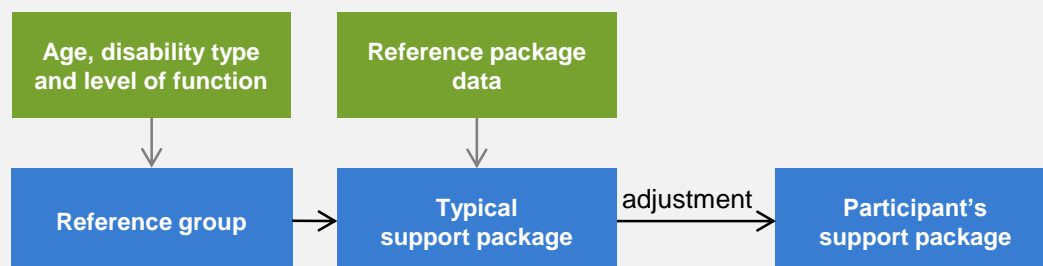 Age, disability type
and level of function
Reference package
data
Reference group
Typical
support package
adjustment
Participant's
support package